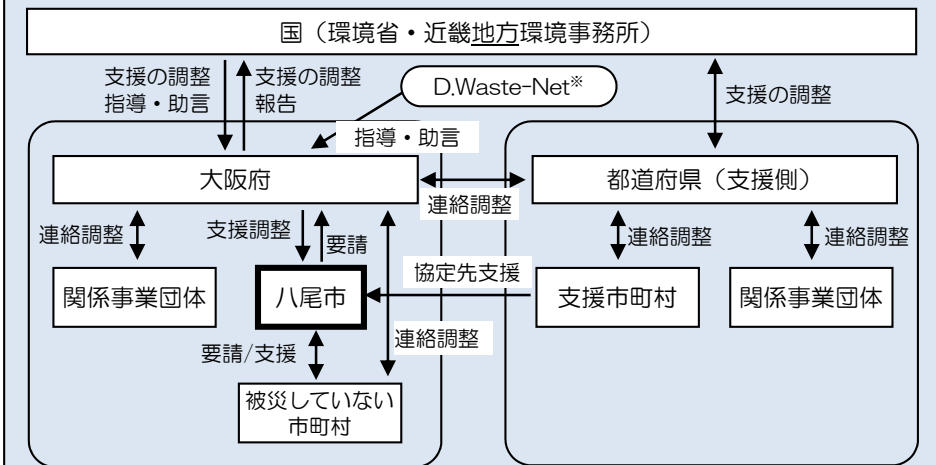 国（環境省・近畿地方環境事務所）
支援の調整
指導・助言
支援の調整
報告
D.Waste-Net※
支援の調整
指導・助言
大阪府
都道府県（支援側）
連絡調整
連絡調整
支援調整
要請
連絡調整
連絡調整
関係事業団体
八尾市
協定先支援
支援市町村
関係事業団体
要請/支援
連絡調整
被災していない
市町村